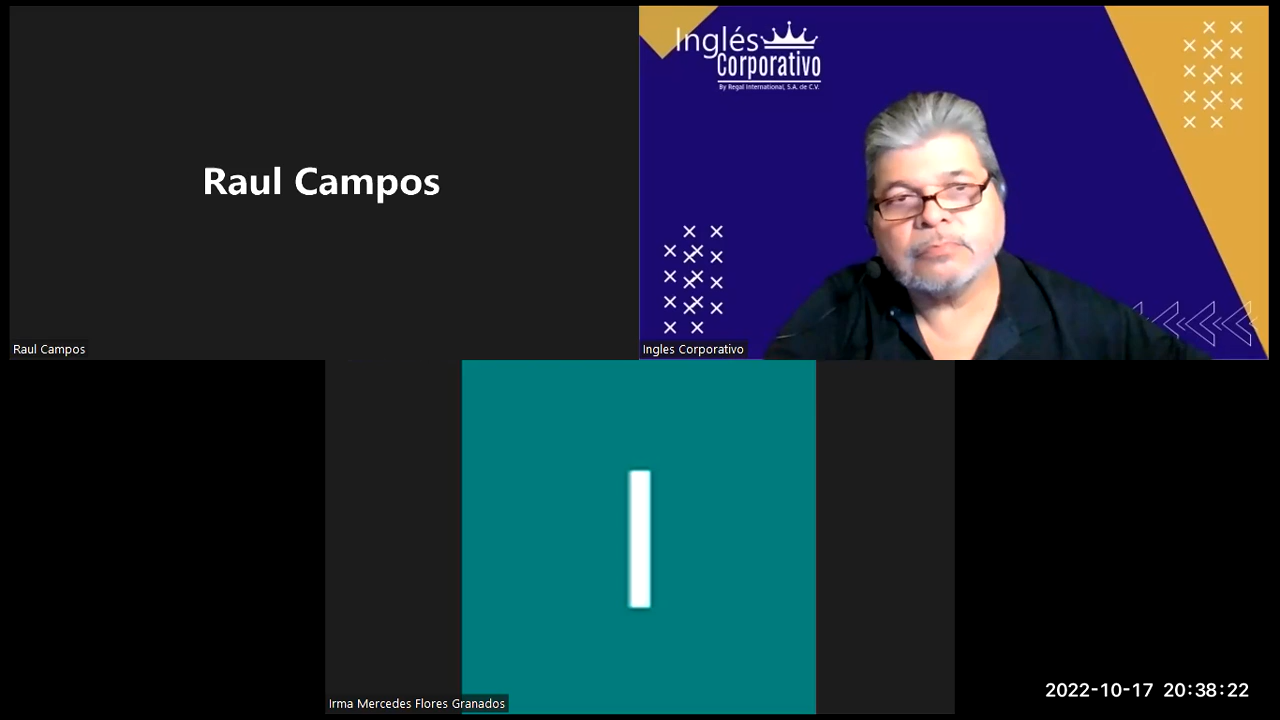 Raul Campos
Raul Campos
Inglés
Corporativo
By Regal International, S.A. de C.V.
Ingles Corporativo
I
Irma Mercedes Flores Granados
2022-10-17 20:38:22